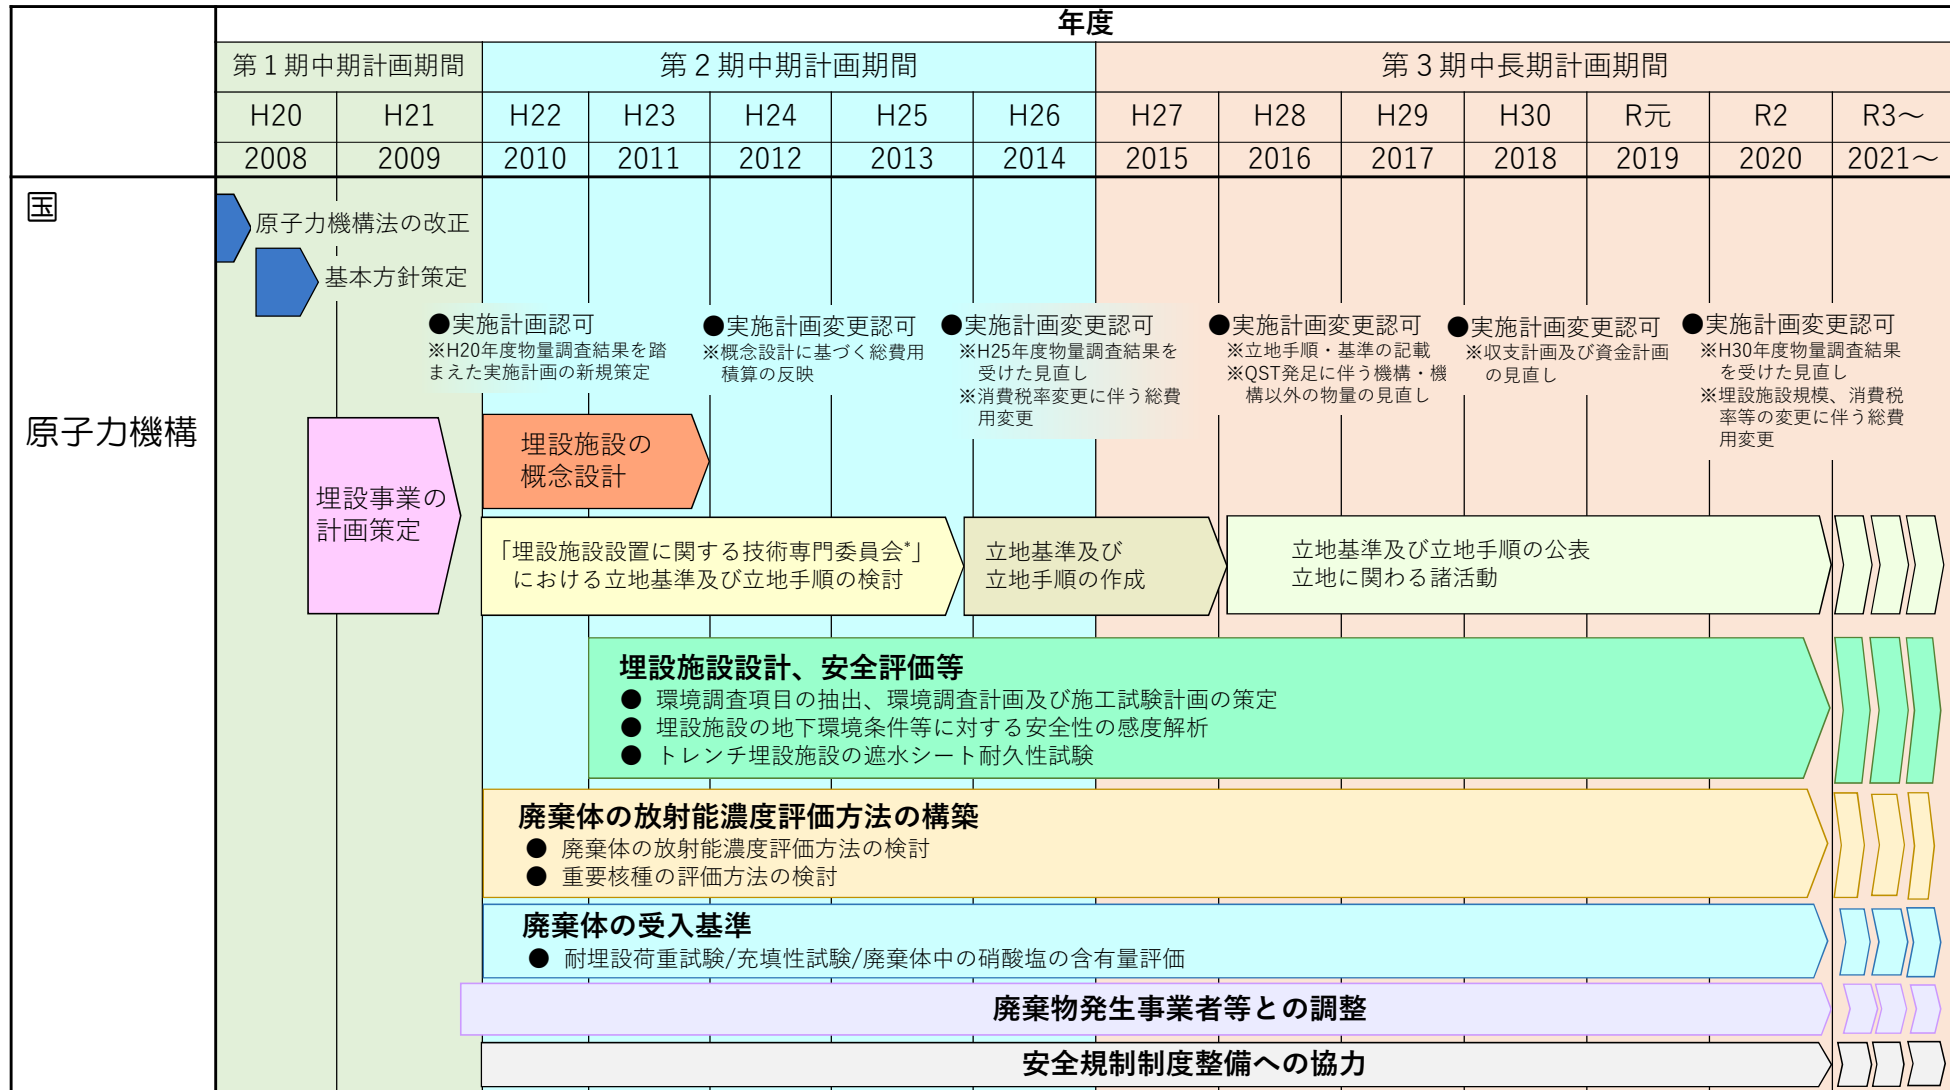 年度
第１期中期計画期間
第２期中期計画期間
第３期中長期計画期間
H20
H21
H22
H23
H24
H25
H26
H27
H28
H29
H30
R元
R2
R3～
2008
2009
2010
2011
2012
2013
2014
2015
2016
2017
2018
2019
2020
2021～
国
原子力機構法の改正
基本方針策定
●実施計画認可
※H20年度物量調査結果を踏
まえた実施計画の新規策定
●実施計画変更認可
※概念設計に基づく総費用
積算の反映
●実施計画変更認可
※H25年度物量調査結果を
受けた見直し
※消費税率変更に伴う総費
用変更
●実施計画変更認可
※立地手順・基準の記載
※QST発足に伴う機構・機
構以外の物量の見直し
●実施計画変更認可
※収支計画及び資金計画
の見直し
●実施計画変更認可
※H30年度物量調査結果
を受けた見直し
※埋設施設規模、消費税
率等の変更に伴う総費
用変更
原子力機構
埋設事業の
計画策定
埋設施設の
概念設計
「埋設施設設置に関する技術専門委員会*」
における立地基準及び立地手順の検討
立地基準及び
立地手順の作成
立地基準及び立地手順の公表
立地に関わる諸活動
埋設施設設計、安全評価等
● 環境調査項目の抽出、環境調査計画及び施工試験計画の策定
● 埋設施設の地下環境条件等に対する安全性の感度解析
● トレンチ埋設施設の遮水シート耐久性試験
廃棄体の放射能濃度評価方法の構築
● 廃棄体の放射能濃度評価方法の検討
● 重要核種の評価方法の検討
廃棄体の受入基準
● 耐埋設荷重試験/充填性試験/廃棄体中の硝酸塩の含有量評価
廃棄物発生事業者等との調整
安全規制制度整備への協力